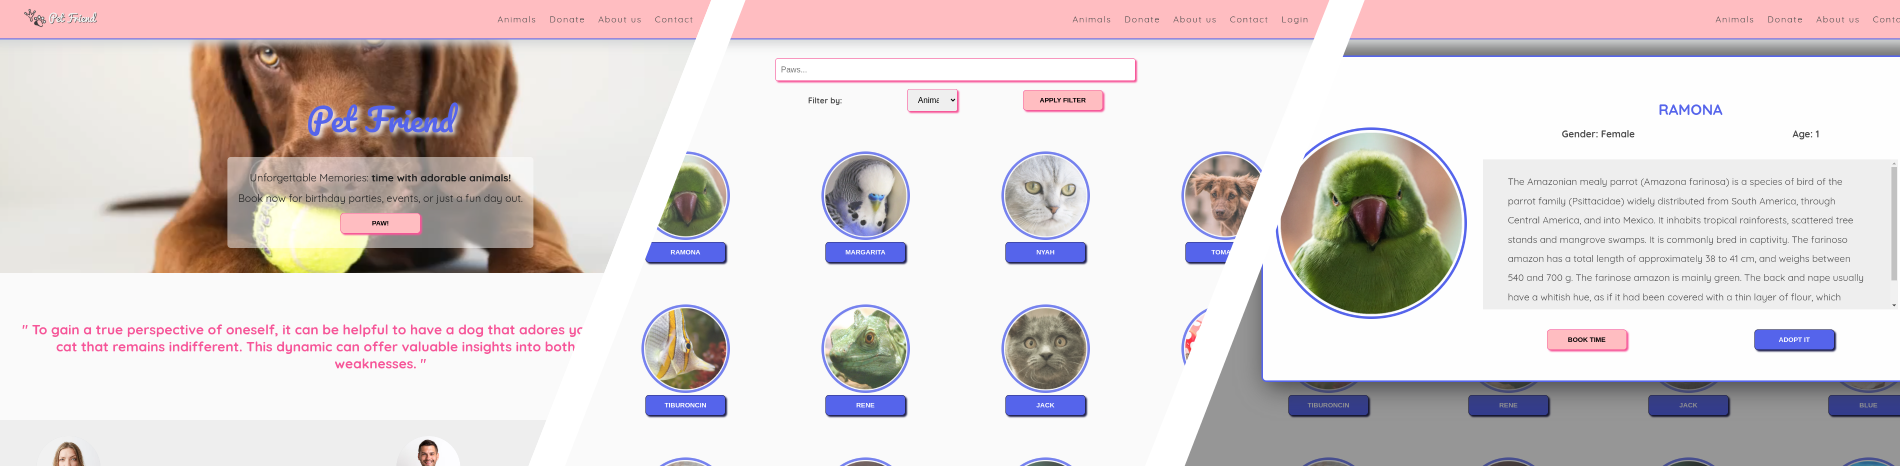 Pet Friend
Animals Donate About us Contact
Pet Friend
Unforgettable Memories: time with adorable animals!
Book now for birthday parties, events, or just a fun day out.
PAW!
" To gain a true perspective of oneself, it can be helpful to have a dog that adores
cat that remains indifferent. This dynamic can offer valuable insights into both
weaknesses. "
Animals Donate About us Contact Login
Paws...
Filter by:
Anima
APPLY FILTER
RAMONA
MARGARITA
NYAH
TIBURONCIN
RENE
JACK
Animals Donate About us
RAMONA
Gender: Female
Age: 1
The Amazonian mealy parrot (Amazona farinosa) is a species of bird of the
parrot family (Psittacidae) widely distributed from South America, through
Central America, and into Mexico. It inhabits tropical rainforests, scattered tree
stands and mangrove swamps. It is commonly bred in captivity. The farinoso
amazon has a total length of approximately 38 to 41 cm, and weighs between
540 and 700 g. The farinose amazon is mainly green. The back and nape usually
have a whitish hue, as if it had been covered with a thin layer of flour, which
BOOK TIME
ADOPT IT
TIBURONCIN
RENE
JACK
BLUE